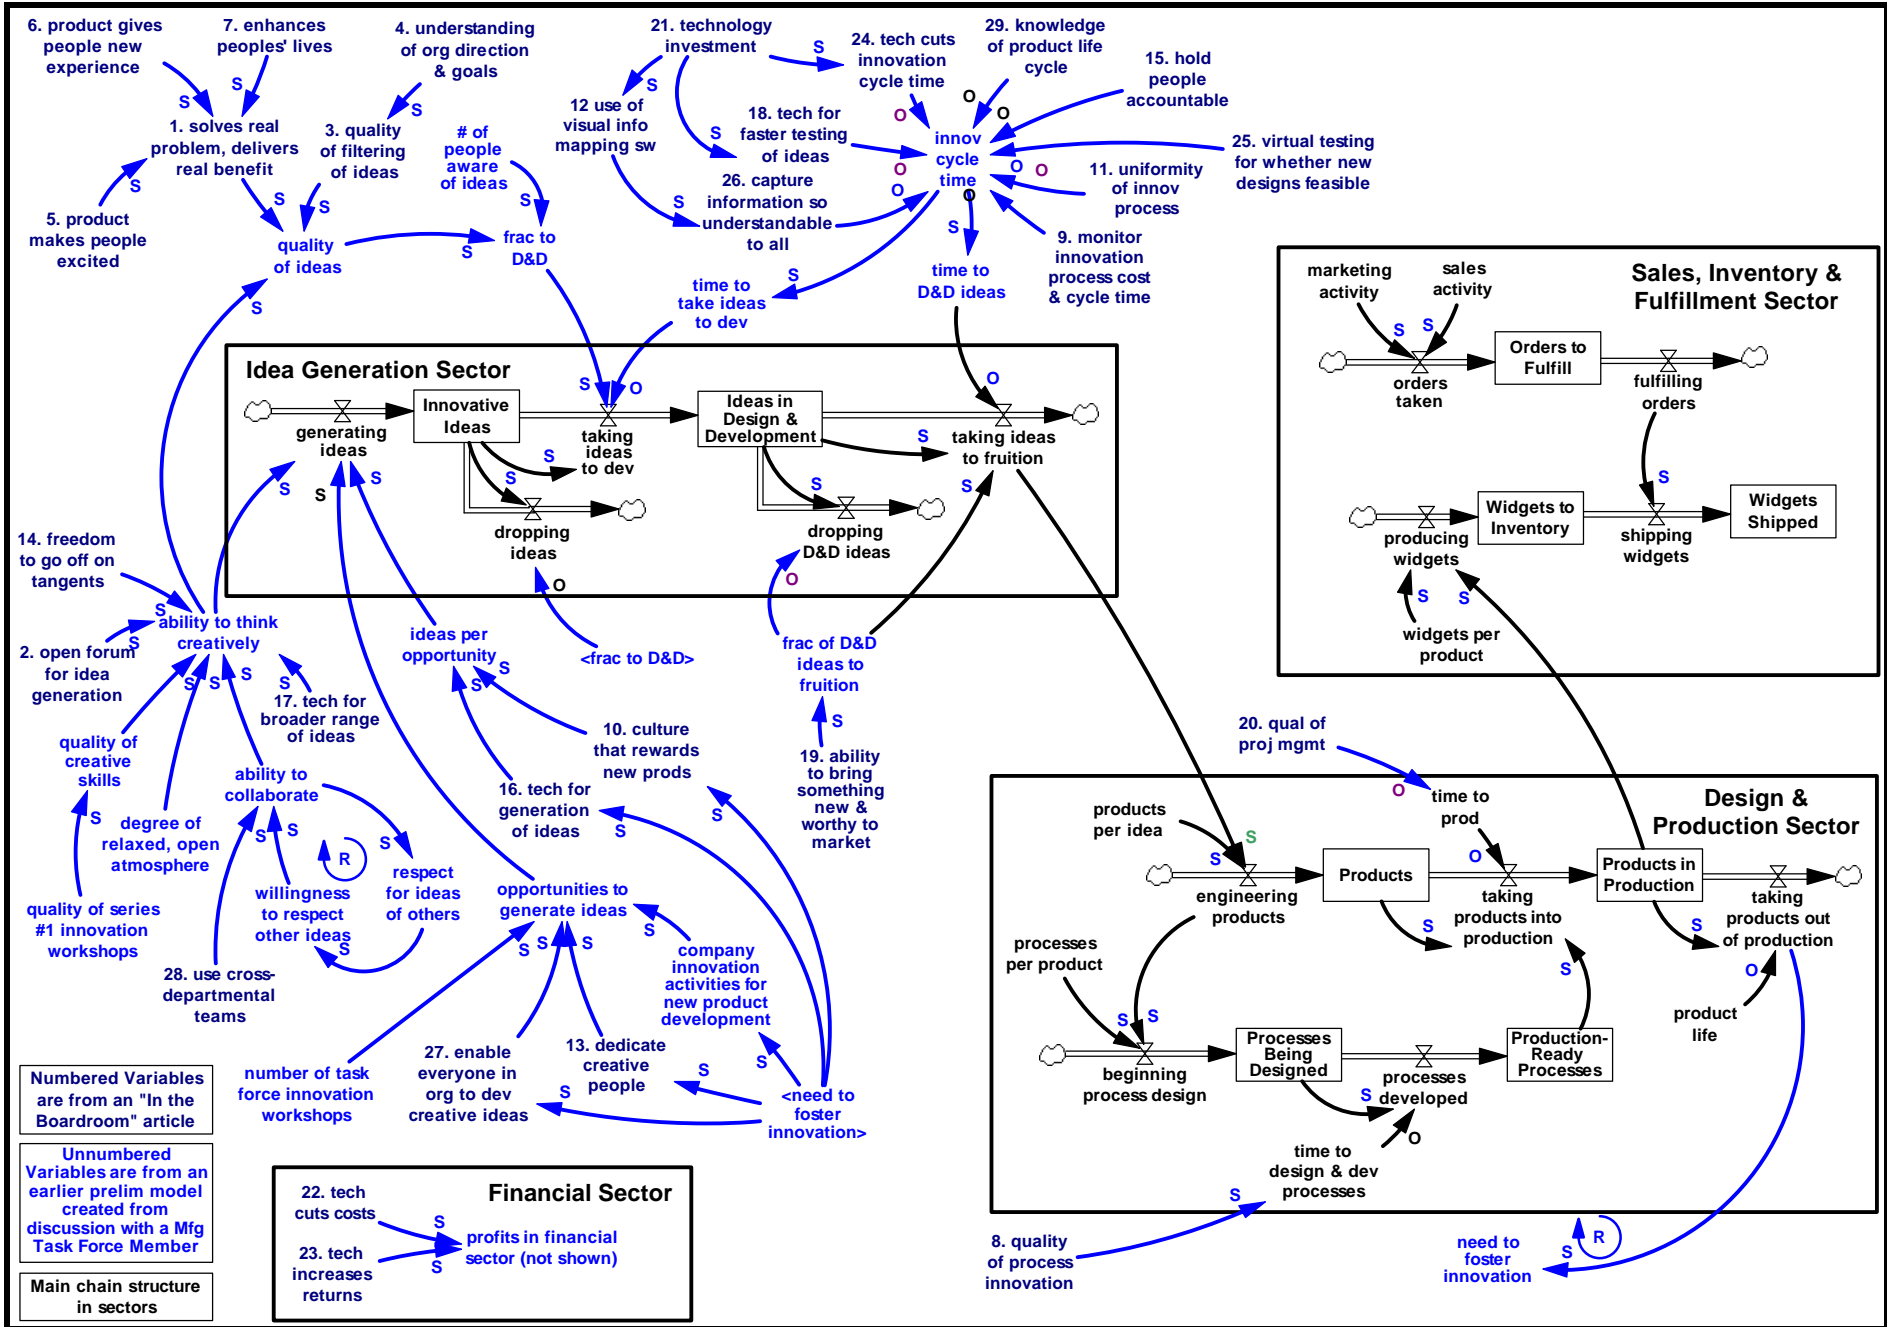 6. product gives
people new
experience
7. enhances
peoples' lives
4. understanding
of org direction
& goals
21. technology
investment
24. tech cuts
innovation
cycle time
29. knowledge
of product life
cycle
15. hold
people
accountable
S
S
S
S
S
S
O
O
O
1. solves real
problem, delivers
real benefit
3. quality
of filtering
of ideas
# of
people
aware
of ideas
12 use of
visual info
mapping sw
18. tech for
faster testing
of ideas
innov
cycle
time
25. virtual testing
for whether new
designs feasible
S
S
O
O
O
O
O
11. uniformity
of innov
process
5. product
makes people
excited
S
S
S
S
26. capture
information so
understandable
to all
9. monitor
innovation
process cost
& cycle time
quality
of ideas
S
frac to
D&D
S
S
time to
take ideas
to dev
time to
D&D ideas
S
Sales, Inventory &
Fulfillment Sector
marketing
activity
sales
activity
S
S
orders
taken
Orders to
Fulfill
fulfilling
orders
S
Widgets to
Inventory
Widgets
Shipped
producing
widgets
shipping
widgets
S
S
widgets per
product
Idea Generation Sector
S
O
O
generating
ideas
Innovative
Ideas
taking
ideas
to dev
Ideas in
Design &
Development
taking ideas
to fruition
S
S
S
S
S
S
S
S
S
dropping
ideas
dropping
D&D ideas
O
O
14. freedom
to go off on
tangents
S
S
ability to think
creatively
2. open forum
for idea
generation
S
S
S
S
17. tech for
broader range
of ideas
ideas per
opportunity
S
S
<frac to D&D>
frac of D&D
ideas to
fruition
S
quality of
creative
skills
S
ability to
collaborate
10. culture
that rewards
new prods
16. tech for
generation
of ideas
S
S
19. ability
to bring
something
new &
worthy to
market
degree of
relaxed, open
atmosphere
S
S
R
S
quality of series
#1 innovation
workshops
willingness
to respect
other ideas
respect
for ideas
of others
S
28. use cross-
departmental
teams
opportunities to
generate ideas
S
S
S
S
company
innovation
activities for
new product
development
S
number of task
force innovation
workshops
27. enable
everyone in
org to dev
creative ideas
13. dedicate
creative
people
S
S
<need to
foster
innovation>
20. qual of
proj mgmt
O
Design &
Production Sector
products
per idea
time to
prod
S
S
O
engineering
products
Products
taking
products into
production
Products in
Production
taking
products out
of production
S
S
S
O
product
life
processes
per product
S
S
beginning
process design
Processes
Being
Designed
processes
developed
Production-
Ready
Processes
S
O
time to
design & dev
processes
S
8. quality
of process
innovation
need to
foster
innovation
S
R
Numbered Variables
are from an "In the
Boardroom" article
Unnumbered
Variables are from an
earlier prelim model
created from
discussion with a Mfg
Task Force Member
Main chain structure
in sectors
Financial Sector
22. tech
cuts costs
S
23. tech
increases
returns
S
profits in financial
sector (not shown)